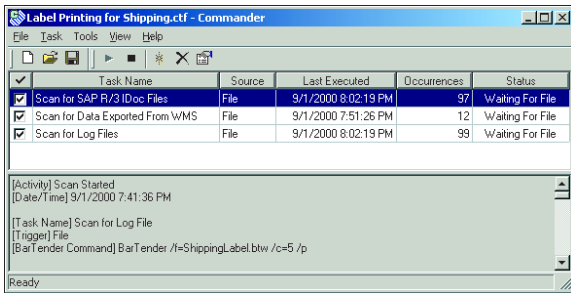 Label Printing for Shipping.ctf - Commander
File Task Tools View Help
Task Name Source Last Executed Occurrences Status
Scan for SAP R/3 IDoc Files File 9/1/2000 8:02:19 PM 97 Waiting For File
Scan for Data Exported From WMS File 9/1/2000 7:51:26 PM 12 Waiting For File
Scan for Log Files File 9/1/2000 8:02:19 PM 99 Waiting For File
[Activity] Scan Started
[Date/Time] 9/1/2000 7:41:36 PM
[Task Name] Scan for Log File
[Trigger] File
[BarTender Command] BarTender /f=ShippingLabel.btw /c=5 /p
Ready